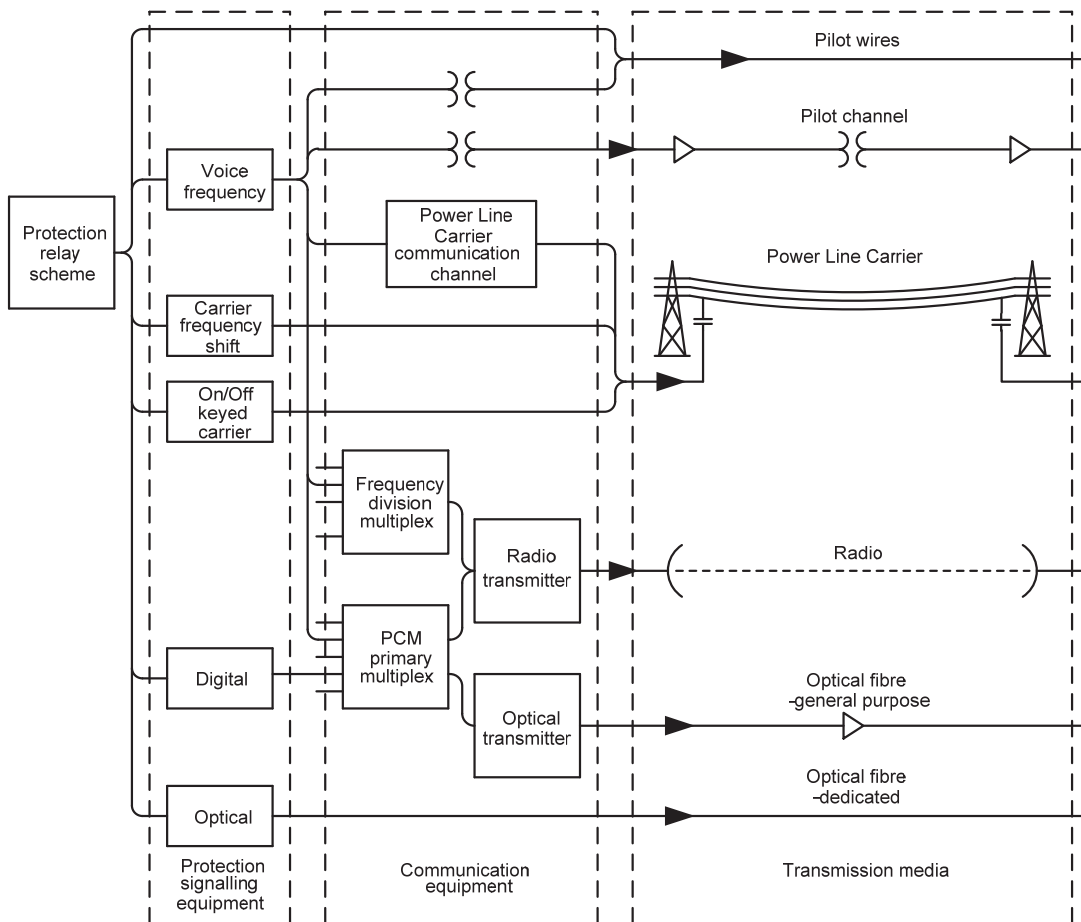 Pilot wires
Pilot channel
Voice
frequency
Power Line
Carrier
communication
channel
Protection
relay
scheme
Power Line Carrier
Carrier
frequency
shift
On/Off
keyed
carrier
Frequency
division
multiplex
Radio
transmitter
Radio
PCM
primary
multiplex
Digital
Optical
transmitter
Optical fibre
-general purpose
Optical
Optical fibre
-dedicated
Protection
signalling
equipment
Communication
equipment
Transmission media